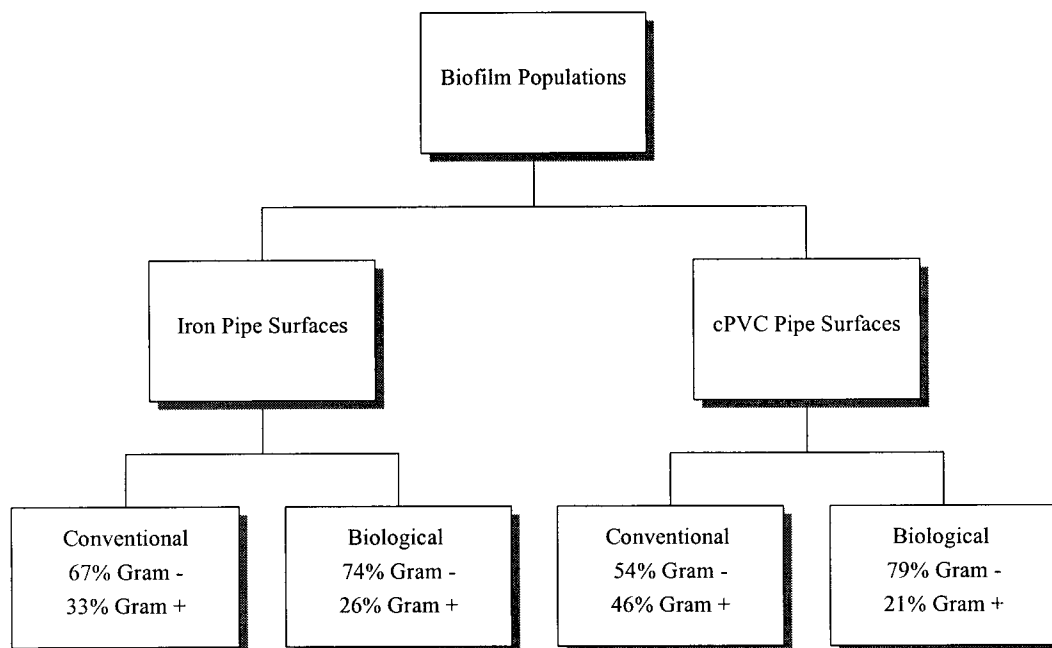 Biofilm Populations
Iron Pipe Surfaces
cPVC Pipe Surfaces
Conventional
67% Gram -
33% Gram +
Biological
74% Gram -
26% Gram +
Conventional
54% Gram -
46% Gram +
Biological
79% Gram -
21% Gram +